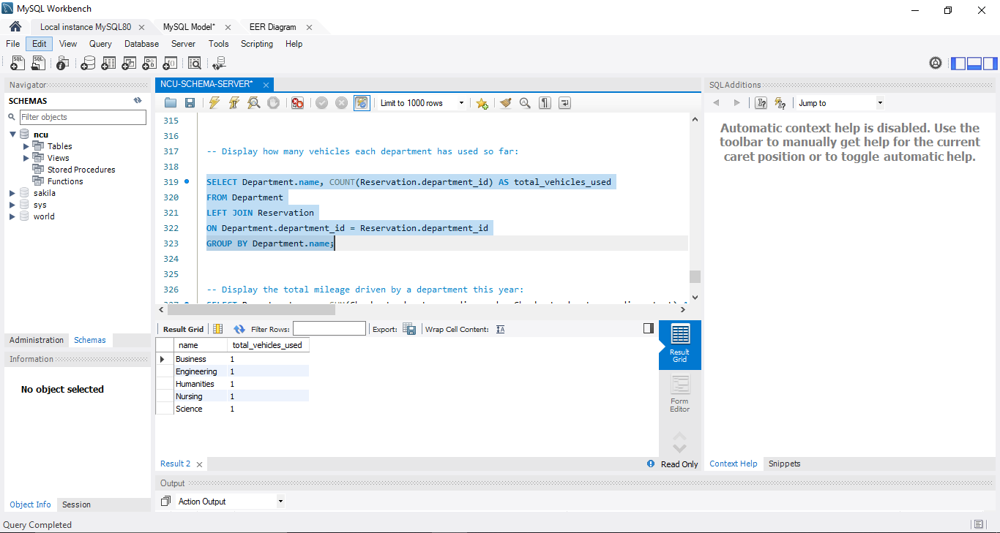 MySQL Workbench
Local instance MySQL80
MySQL Model*
EER Diagram
File Edit View Query Database Server Tools Scripting Help
Navigator
SCHEMAS
Filter objects
ncu
Tables
Views
Stored Procedures
Functions
sakila
sys
world
Administration Schemas
Information
No object selected
Object Info Session
NCU-SCHEMA-SERVER*
Limit to 1000 rows
315
316
317 -- Display how many vehicles each department has used so far:
318
319 SELECT Department.name, COUNT(Reservation.department_id) AS total_vehicles_used
320 FROM Department
321 LEFT JOIN Reservation
322 ON Department.department_id = Reservation.department_id
323 GROUP BY Department.name;
324
325
326 -- Display the total mileage driven by a department this year:
Result Grid Filter Rows: Export: Wrap Cell Content:
name total_vehicles_used
Business 1
Engineering 1
Humanities 1
Nursing 1
Science 1
Result Grid
Form Editor
Result 2
Read Only
SQLAdditions
Jump to
Automatic context help is disabled. Use the
toolbar to manually get help for the current
caret position or to toggle automatic help.
Context Help Snippets
Output
Action Output
Query Completed